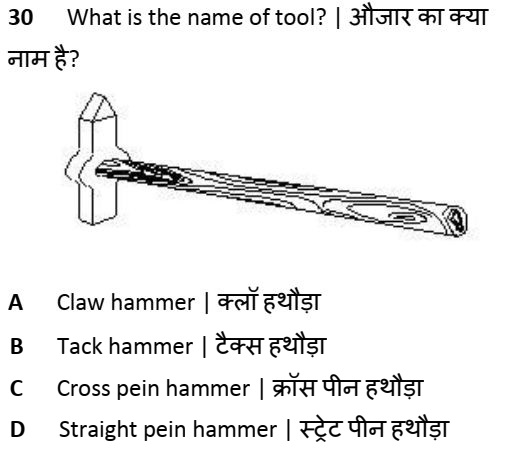 30 What is the name of tool? | औजार का क्या
नाम है?
A Claw hammer | क्लॉ हथौड़ा
B Tack hammer | टैक्स हथौड़ा
C Cross pein hammer | क्रॉस पीन हथौड़ा
D Straight pein hammer | स्ट्रेट पीन हथौड़ा